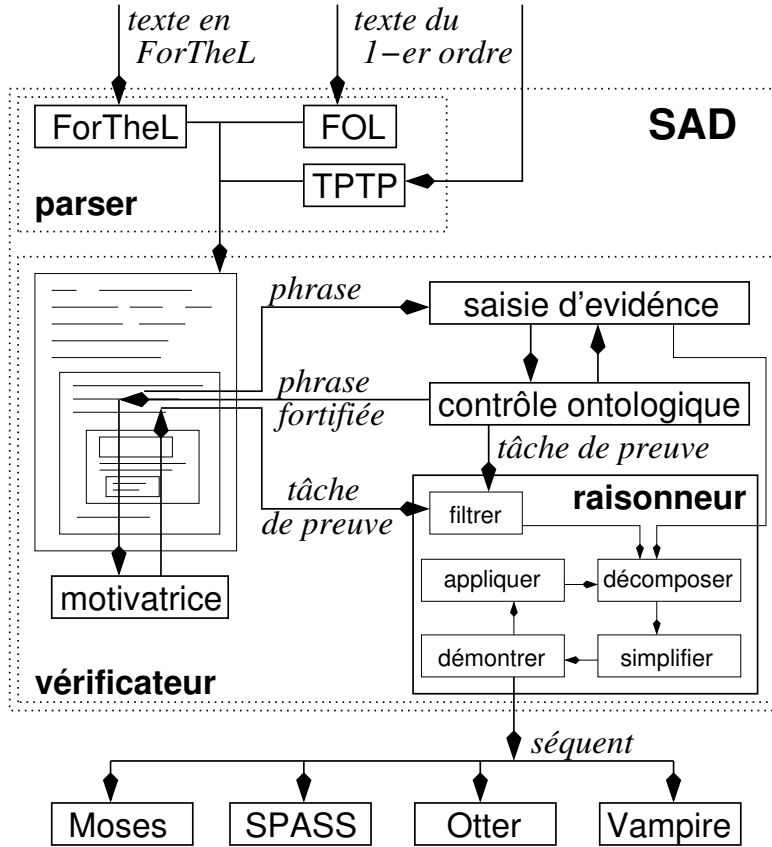 texte en
ForTheL
texte du
1−er ordre
ForTheL
FOL
SAD
TPTP
parser
phrase
saisie d'evidénce
phrase
fortifiée
contrôle ontologique
tâche de preuve
tâche
de preuve
raisonneur
filtrer
appliquer
décomposer
motivatrice
démontrer
simplifier
vérificateur
séquent
Moses
SPASS
Otter
Vampire